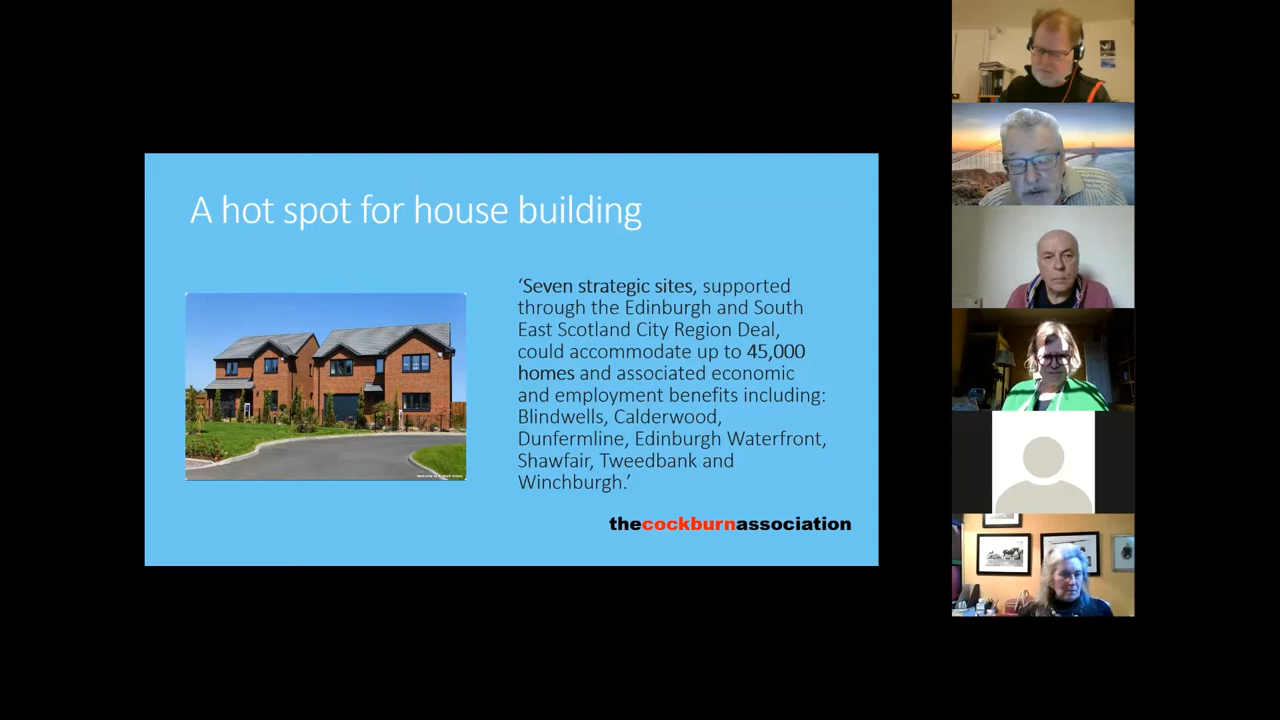 A hot spot for house building
‘Seven strategic sites, supported
through the Edinburgh and South
East Scotland City Region Deal,
could accommodate up to 45,000
homes and associated economic
and employment benefits including:
Blindwells, Calderwood,
Dunfermline, Edinburgh Waterfront,
Shawfair, Tweedbank and
Winchburgh.’
thecockburnassociation